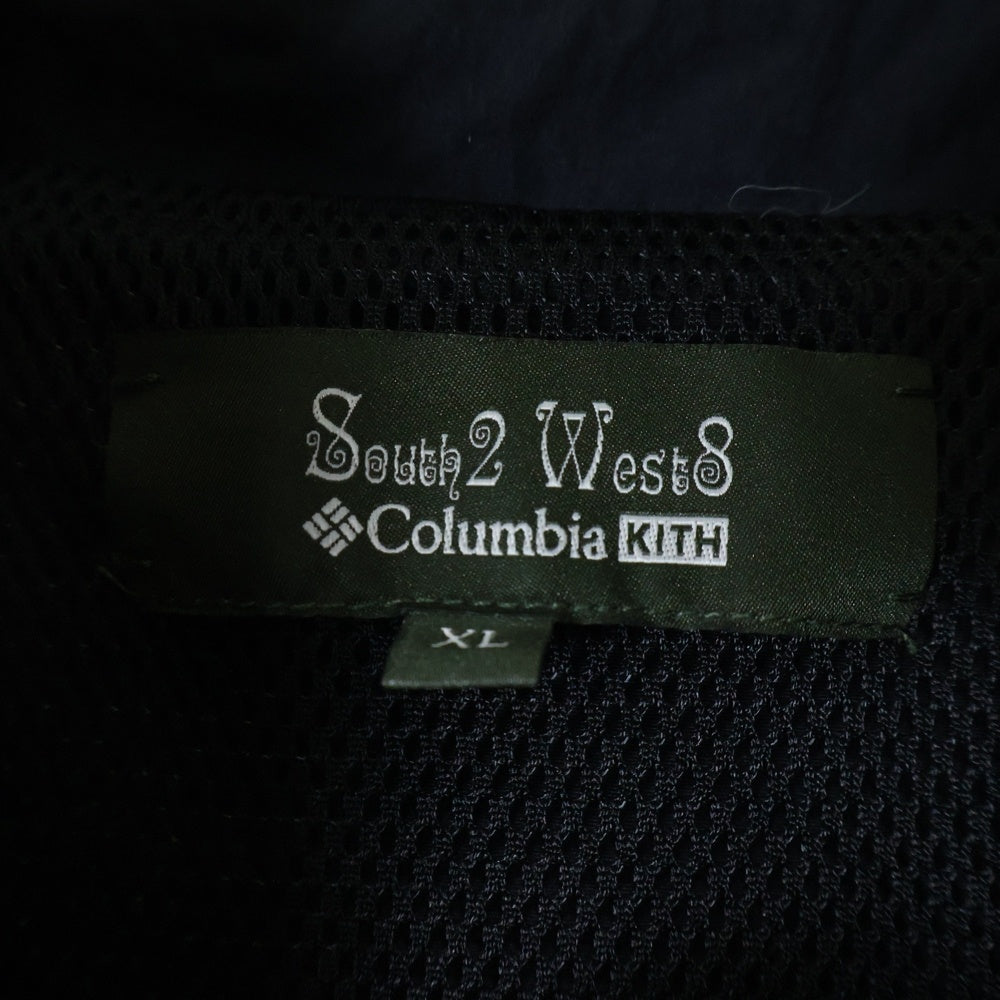 South2 West8
Columbia KITH
XL